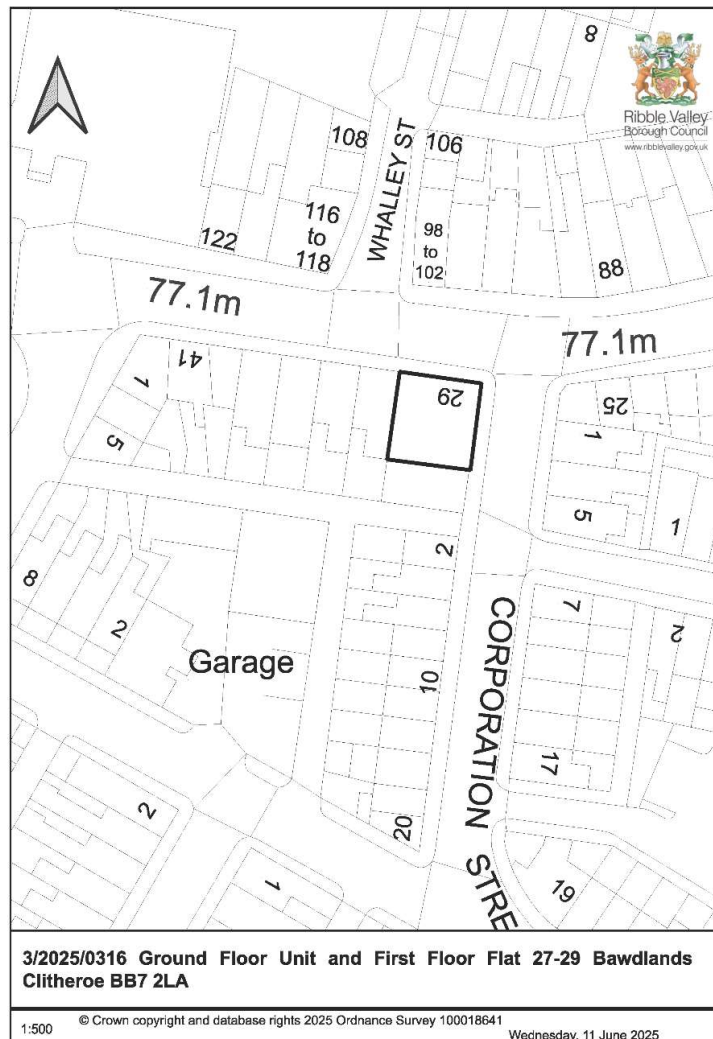 8
Ribble Valley
Borough Council
www.ribblevalley.gov.uk
108
WHALLEY ST
106
116
to
118
98
to
102
122
88
77.1m
77.1m
41
29
25
1
1
5
5
1
2
8
2
7
2
Garage
10
CORPORATION STRE
17
2
20
1
19
3/2025/0316 Ground Floor Unit and First Floor Flat 27-29 Bawdlands
Clitheroe BB7 2LA
1:500
© Crown copyright and database rights 2025 Ordnance Survey 100018641
Wednesday, 11 June 2025